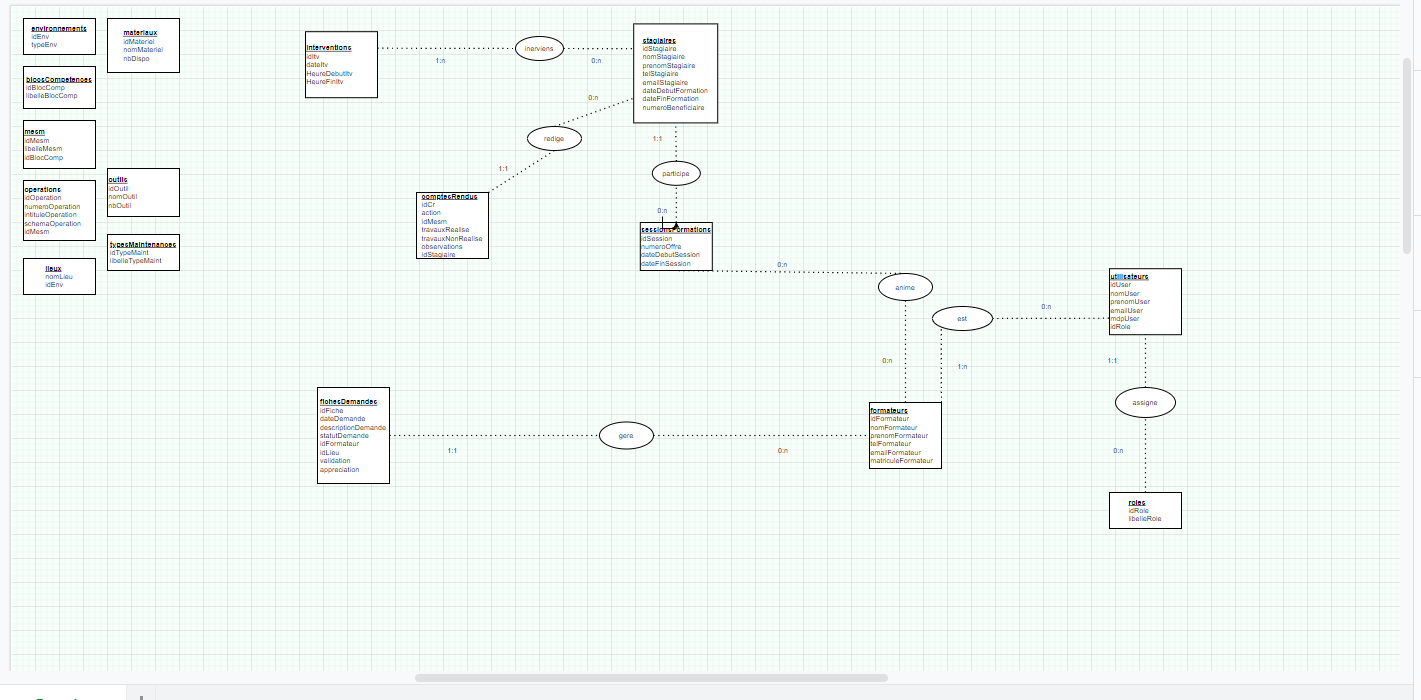 environnements
idEnv
typeEnv
materiaux
idMateriel
nomMateriel
nbDispo
blocsCompetences
idBlocComp
libelleBlocComp
mesm
idMesm
libelleMesm
idBlocComp
operations
idOperation
numeroOperation
intituleOperation
schemaOperation
idMesm
outils
idOutil
nomOutil
nbOutil
typesMaintenances
idTypeMaint
libelleTypeMaint
lieux
nomLieu
idEnv
interventions
idItv
dateItv
HeureDebutItv
HeureFinItv
1:n
inerviens
0:n
stagiaires
idStagiaire
nomStagiaire
prenomStagiaire
telStagiaire
emailStagiaire
dateDebutFormation
dateFinFormation
numeroBeneficiaire
0:n
redige
1:1
1:1
participe
0:n
comptesRendus
idCr
action
idMesm
travauxRealise
travauxNonRealise
observations
idStagiaire
sessionsFormations
idSession
numeroOffre
dateDebutSession
dateFinSession
0:n
anime
0:n
est
0:n
1:n
utilisateurs
idUser
nomUser
prenomUser
emailUser
mdpUser
idRole
1:1
assigne
0:n
roles
idRole
libelleRole
fichesDemandes
idFiche
dateDemande
descriptionDemande
statutDemande
idFormateur
idLieu
validation
appreciation
1:1
gere
0:n
formateurs
idFormateur
nomFormateur
prenomFormateur
telFormateur
emailFormateur
matriculeFormateur